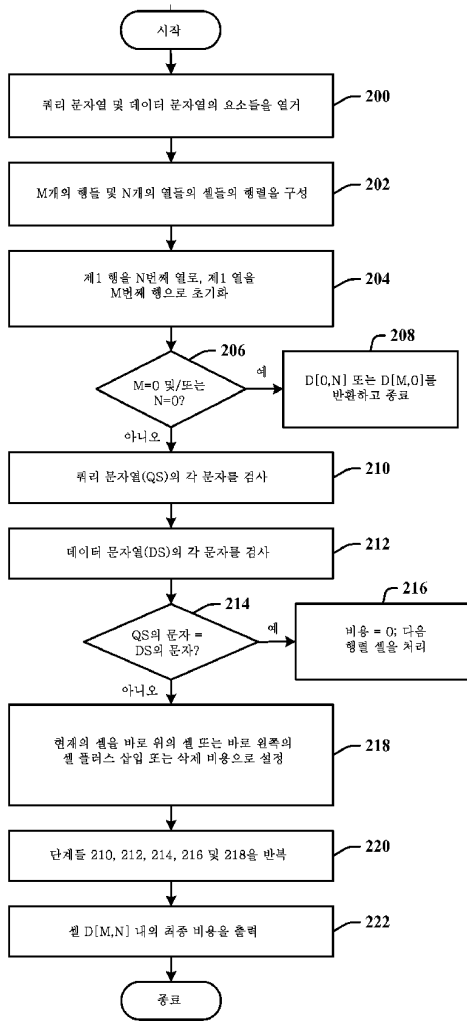 시작
쿼리 문자열 및 데이터 문자열의 요소들을 열거
200
M개의 행들 및 N개의 열들의 셀들의 행렬을 구성
202
제1 행을 N번째 열로, 제1 열을
M번째 행으로 초기화
204
206
M=0 및/또는
N=0?
예
208
D[0,N] 또는 D[M,0]를
반환하고 종료
아니오
쿼리 문자열(QS)의 각 문자를 검사
210
데이터 문자열(DS)의 각 문자를 검사
212
214
QS의 문자 =
DS의 문자?
예
216
비용 = 0; 다음
행렬 셀을 처리
아니오
현재의 셀을 바로 위의 셀 또는 바로 왼쪽의
셀 플러스 삽입 또는 삭제 비용으로 설정
218
단계들 210, 212, 214, 216 및 218을 반복
220
셀 D[M,N] 내의 최종 비용을 출력
222
종료